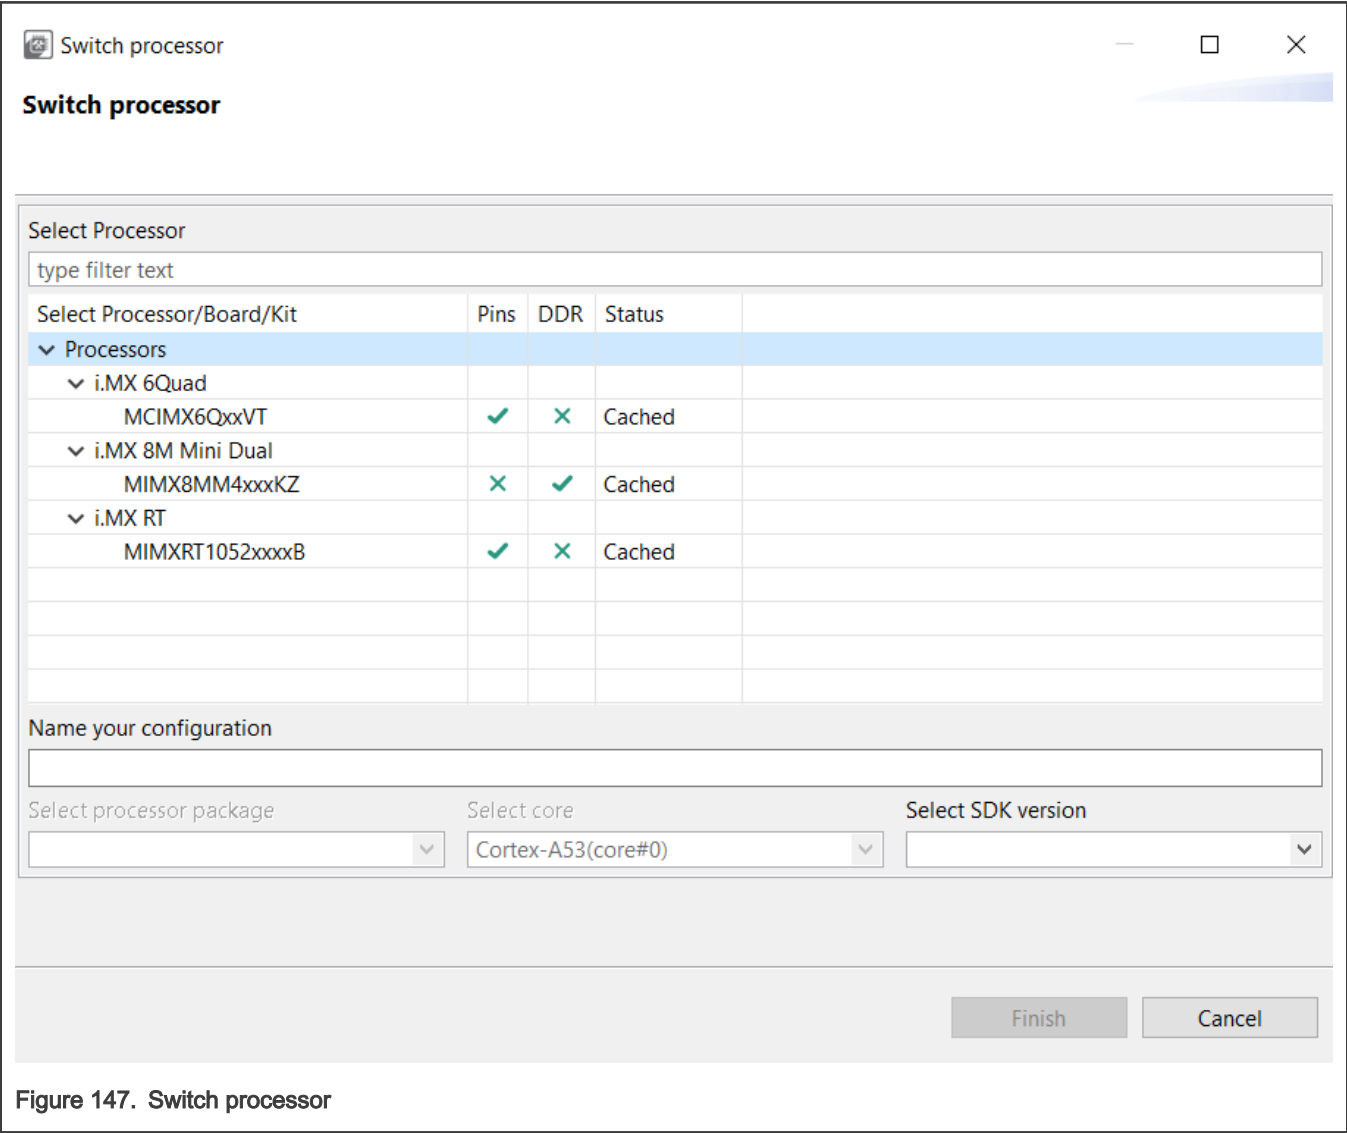 Switch processor
Switch processor
Select Processor
type filter text
Select Processor/Board/Kit Pins DDR Status
Processors
i.MX 6Quad
MCIMX6QxxVT Cached
i.MX 8M Mini Dual
MIMX8MM4xxxKZ Cached
i.MX RT
MIMXRT1052xxxxB Cached
Name your configuration
Select processor package Select core Select SDK version
Cortex-A53(core#0)
Finish Cancel
Figure 147. Switch processor